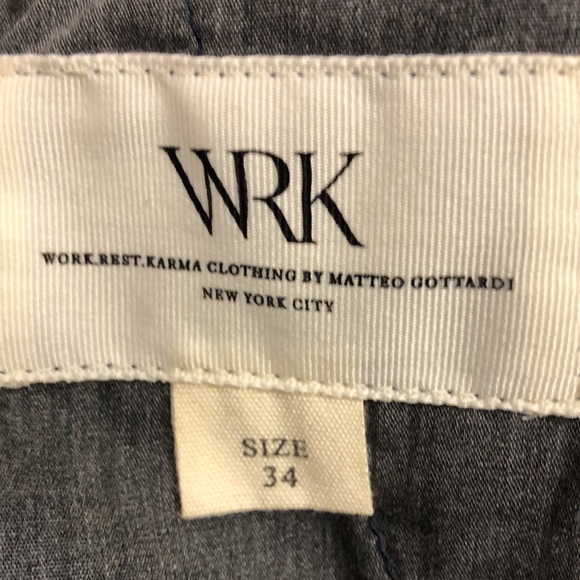 WRK
WORK.REST.KARMA CLOTHING BY MATTEO GOTTARDI
NEW YORK CITY
SIZE
34